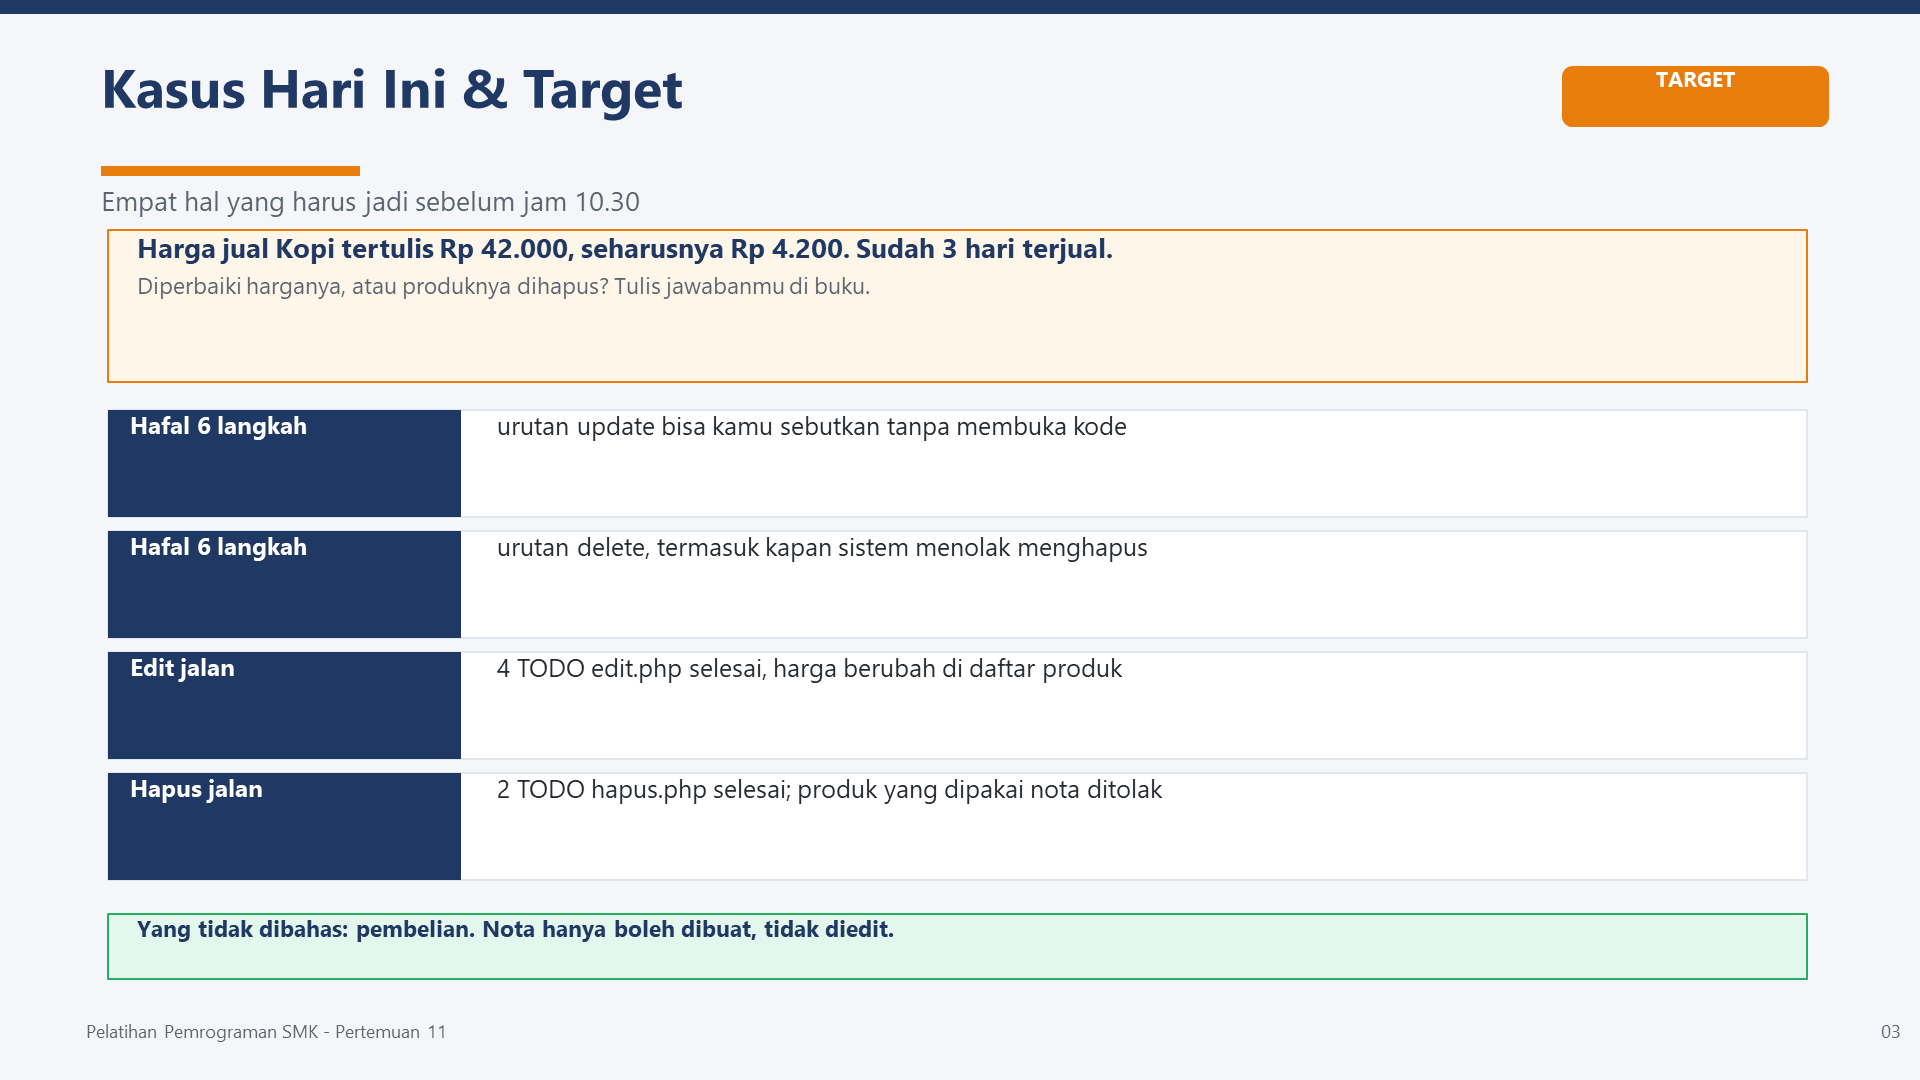 Kasus Hari Ini & Target
TARGET
Empat hal yang harus jadi sebelum jam 10.30
Harga jual Kopi tertulis Rp 42.000, seharusnya Rp 4.200. Sudah 3 hari terjual.
Diperbaiki harganya, atau produknya dihapus? Tulis jawabanmu di buku.
Hafal 6 langkah
urutan update bisa kamu sebutkan tanpa membuka kode
Hafal 6 langkah
urutan delete, termasuk kapan sistem menolak menghapus
Edit jalan
4 TODO edit.php selesai, harga berubah di daftar produk
Hapus jalan
2 TODO hapus.php selesai; produk yang dipakai nota ditolak
Yang tidak dibahas: pembelian. Nota hanya boleh dibuat, tidak diedit.
Pelatihan Pemrograman SMK - Pertemuan 11
03